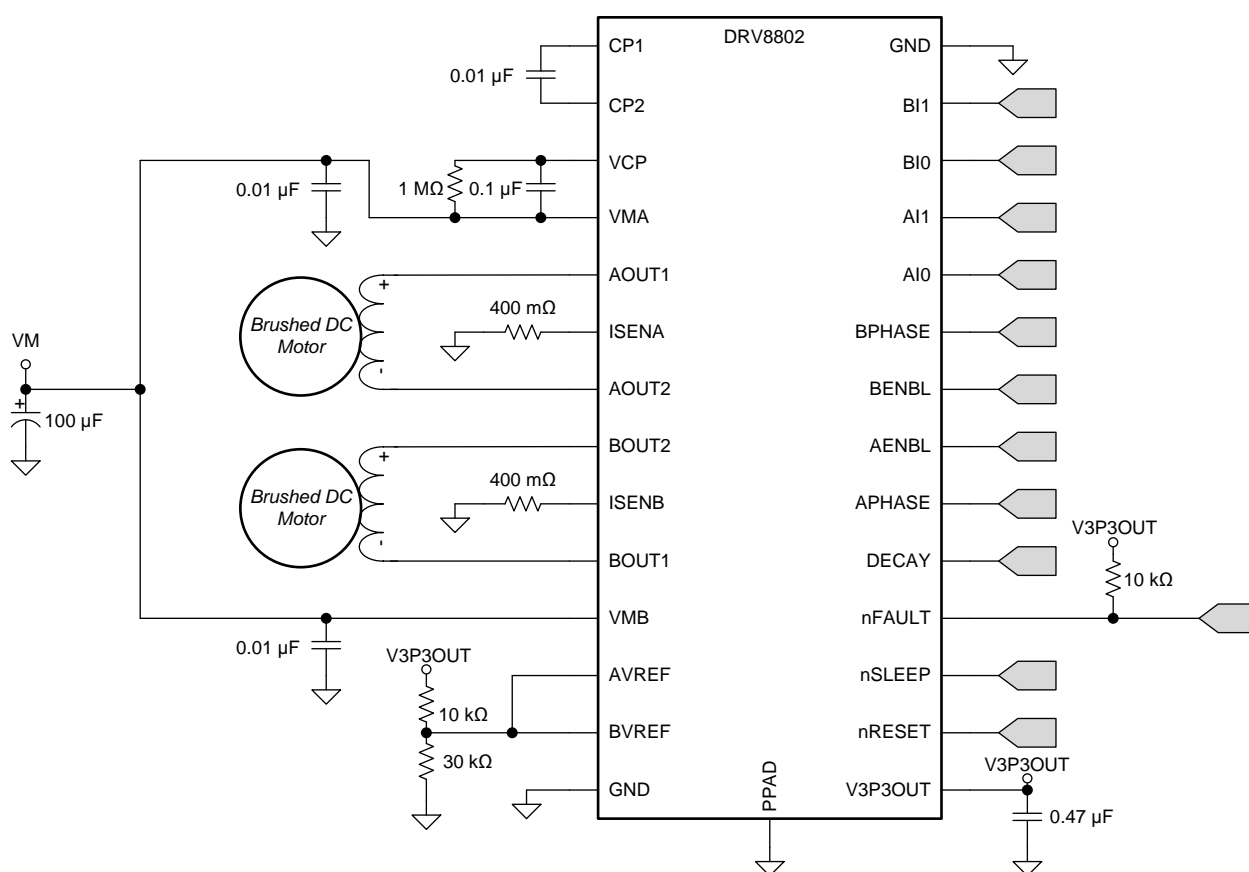 DRV8802
CP1
0.01 µF
CP2
VCP
0.01 µF
1 MΩ
0.1 µF
VMA
AOUT1
+
Brushed DC
Motor
400 mΩ
ISENA
-
AOUT2
VM
+
100 µF
BOUT2
+
Brushed DC
Motor
400 mΩ
ISENB
-
BOUT1
VMB
0.01 µF
V3P3OUT
AVREF
10 kΩ
BVREF
30 kΩ
GND
PPAD
GND
BI1
BI0
AI1
AI0
BPHASE
BENBL
AENBL
APHASE
DECAY
V3P3OUT
10 kΩ
nFAULT
nSLEEP
nRESET
V3P3OUT
V3P3OUT
0.47 µF